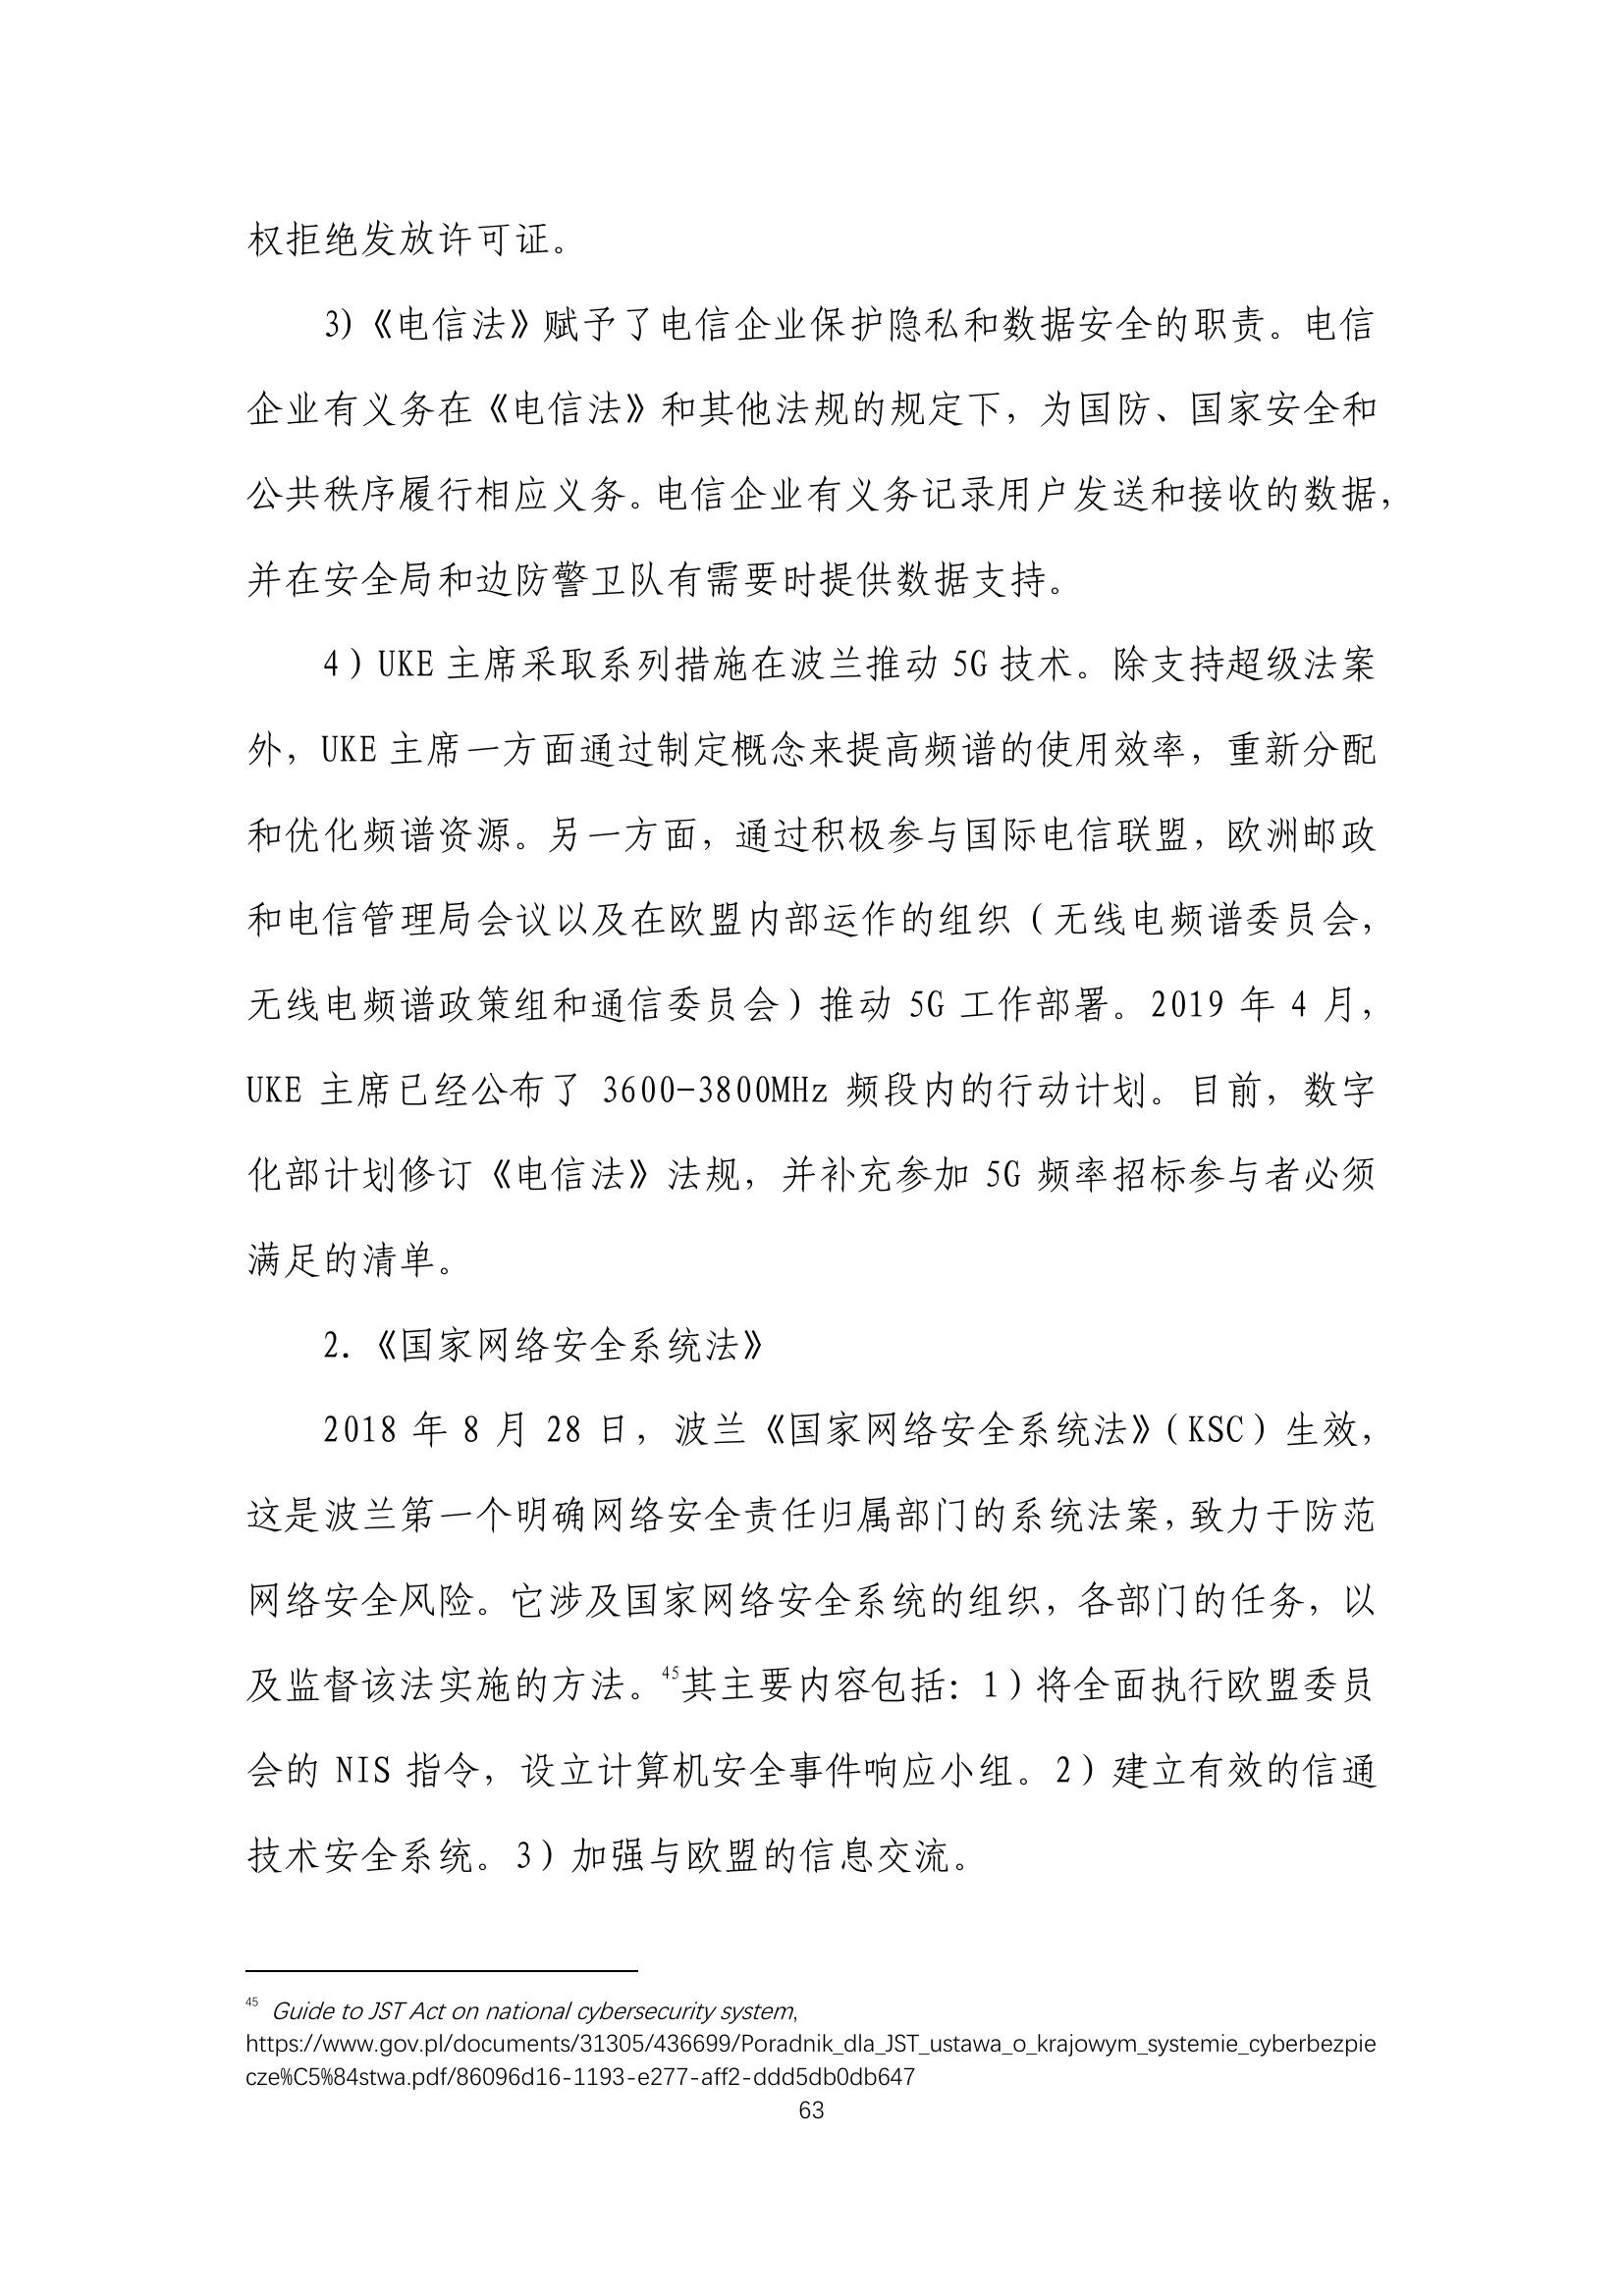 权拒绝发放许可证。
3)《电信法》赋予了电信企业保护隐私和数据安全的职责。电信
企业有义务在《电信法》和其他法规的规定下，为国防、国家安全和
公共秩序履行相应义务。电信企业有义务记录用户发送和接收的数据，
并在安全局和边防警卫队有需要时提供数据支持。
4）UKE 主席采取系列措施在波兰推动 5G 技术。除支持超级法案
外，UKE 主席一方面通过制定概念来提高频谱的使用效率，重新分配
和优化频谱资源。另一方面，通过积极参与国际电信联盟，欧洲邮政
和电信管理局会议以及在欧盟内部运作的组织（无线电频谱委员会，
无线电频谱政策组和通信委员会）推动 5G 工作部署。2019 年 4 月，
UKE 主席已经公布了 3600-3800MHz 频段内的行动计划。目前，数字
化部计划修订《电信法》法规，并补充参加 5G 频率招标参与者必须
满足的清单。
2.《国家网络安全系统法》
2018 年 8 月 28 日，波兰《国家网络安全系统法》（KSC）生效，
这是波兰第一个明确网络安全责任归属部门的系统法案，致力于防范
网络安全风险。它涉及国家网络安全系统的组织，各部门的任务，以
及监督该法实施的方法。45其主要内容包括：1）将全面执行欧盟委员
会的 NIS 指令，设立计算机安全事件响应小组。2）建立有效的信通
技术安全系统。3）加强与欧盟的信息交流。
45 Guide to JST Act on national cybersecurity system,
https://www.gov.pl/documents/31305/436699/Poradnik_dla_JST_ustawa_o_krajowym_systemie_cyberbezpie
cze%C5%84stwa.pdf/86096d16-1193-e277-aff2-ddd5db0db647
63